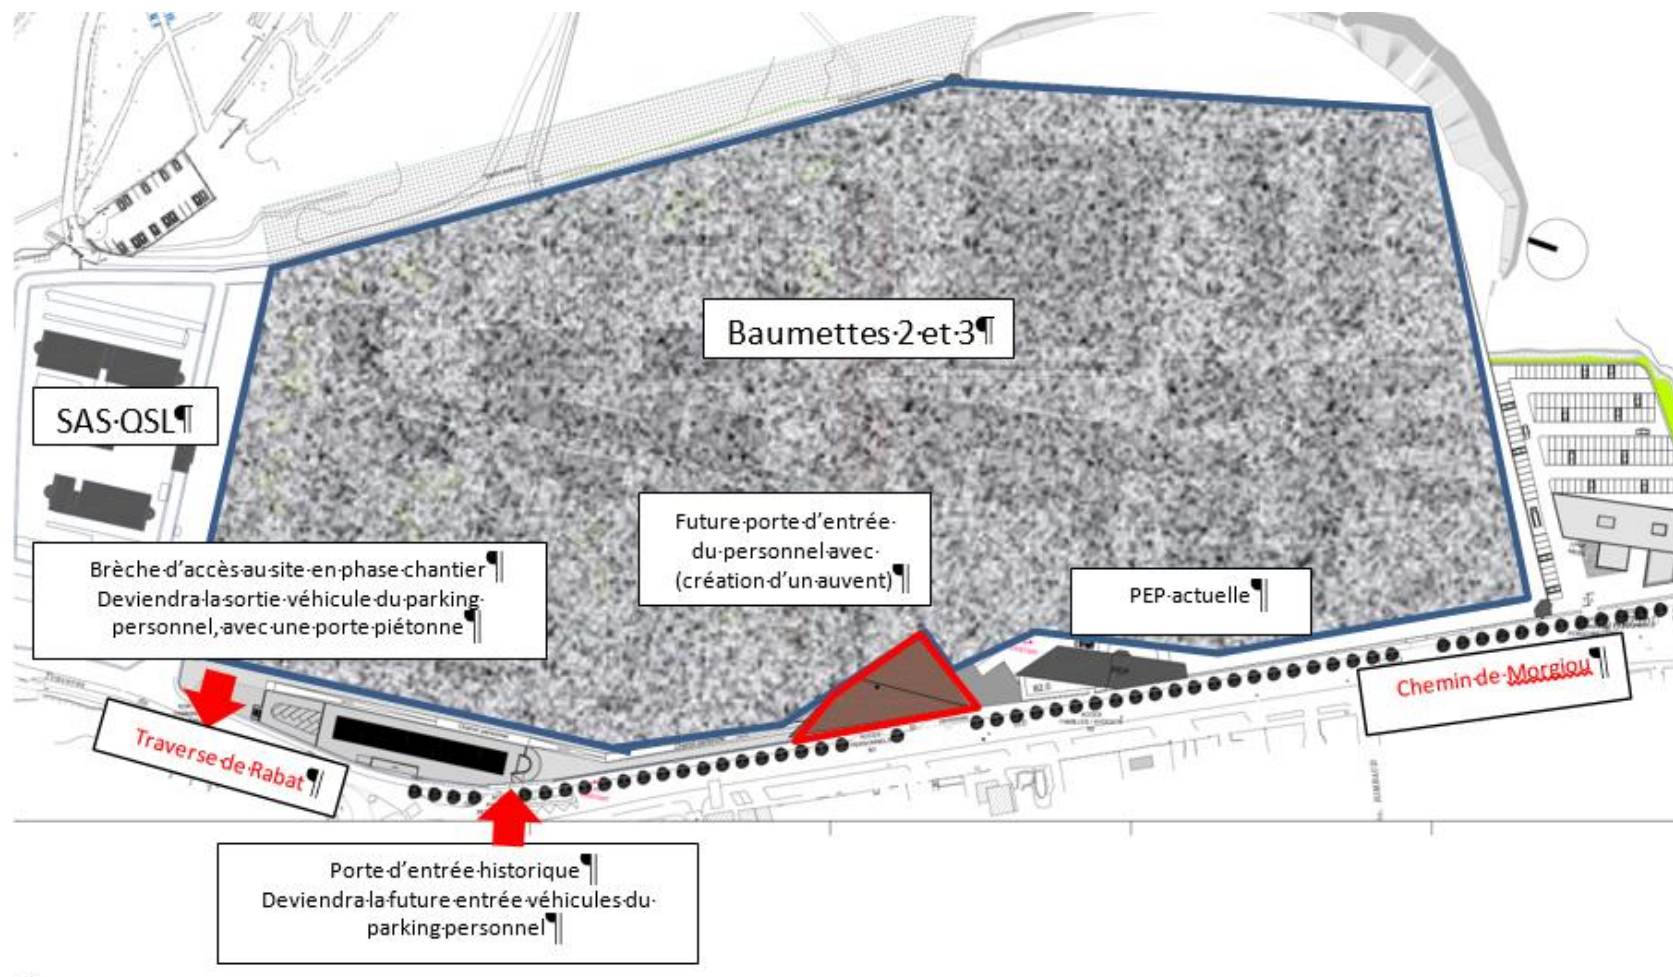 Baumettes·2·et·3¶
SAS·QSL¶
Future·porte·d’entrée·
du·personnel·avec·
(création·d’un·auvent)¶
Brèche·d’accès·au·site·en·phase·chantier¶
Deviendra·la·sortie·véhicule·du·parking·
personnel,·avec·une·porte·piétonne¶
PEP·actuelle¶
Chemin·de·Morgiou¶
Traverse·de·Rabat¶
Porte·d’entrée·historique¶
Deviendra·la·future·entrée·véhicules·du·
parking·personnel¶